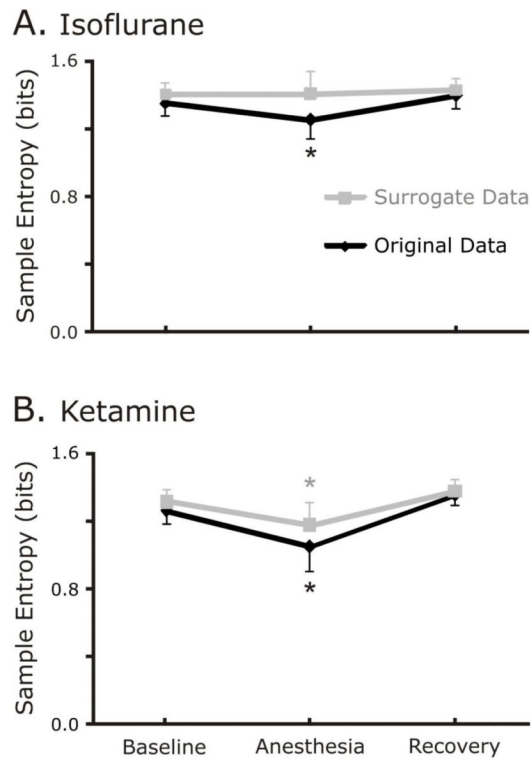 A. Isoflurane
1.6
0.8
0.0
Sample Entropy (bits)
*
Surrogate Data
Original Data
B. Ketamine
1.6
0.8
0.0
Sample Entropy (bits)
*
*
Baseline Anesthesia Recovery